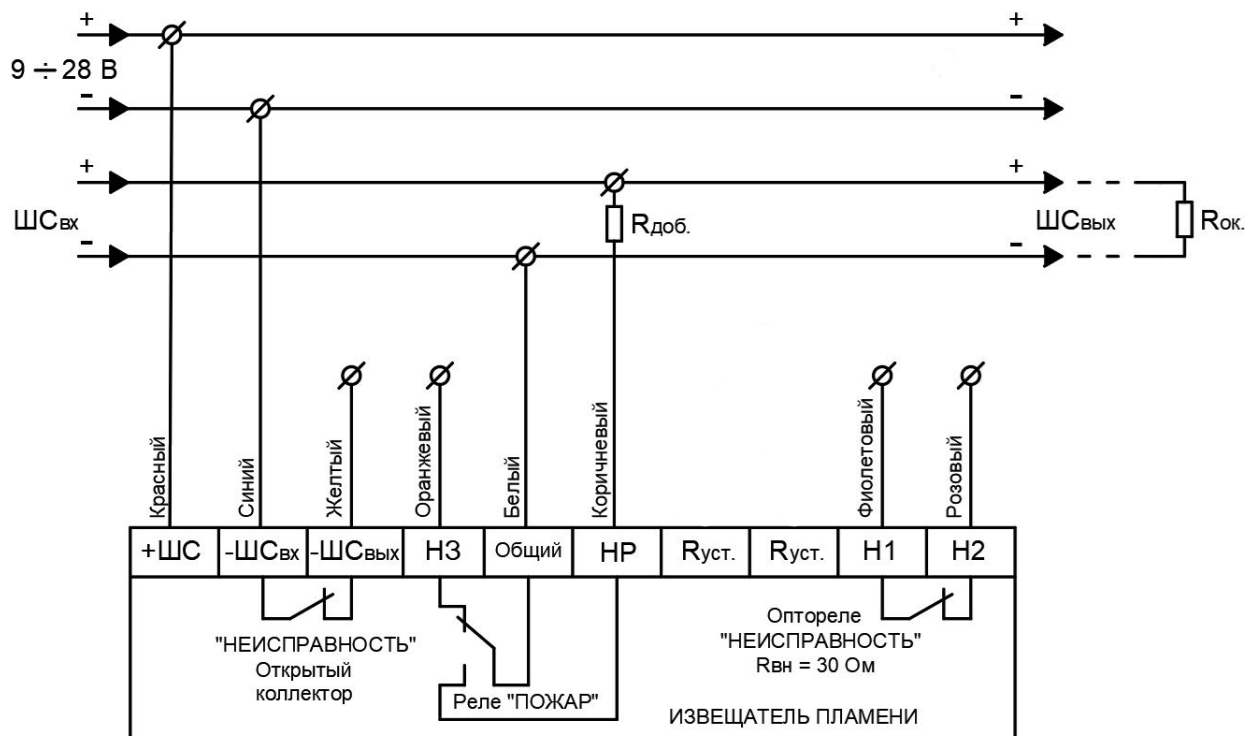 + +
9 ÷ 28 В
- -
+ +
ШСвх Rдоб. ШСвых Rок.
- -
Красный
Синий
Желтый
Оранжевый
Белый
Коричневый
Фиолетовый
Розовый
+ШС -ШСвх -ШСвых НЗ Общий НР Rуст. Rуст. Н1 Н2
"НЕИСПРАВНОСТЬ"
Открытый
коллектор
Реле "ПОЖАР"
Оптореле
"НЕИСПРАВНОСТЬ"
Rвн = 30 Ом
ИЗВЕЩАТЕЛЬ ПЛАМЕНИ